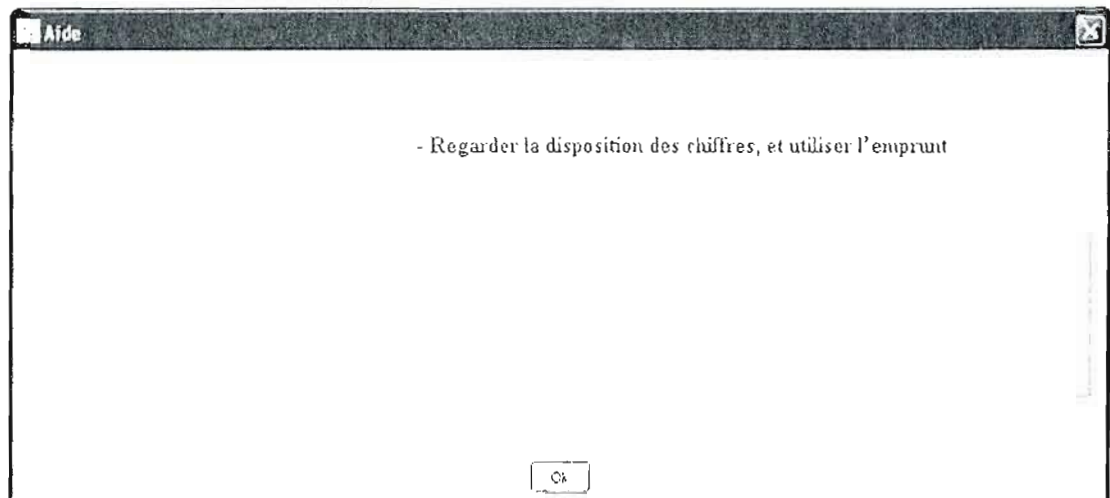 Aide
- Regarder la disposition des chiffres, et utiliser l'emprunt
Ok